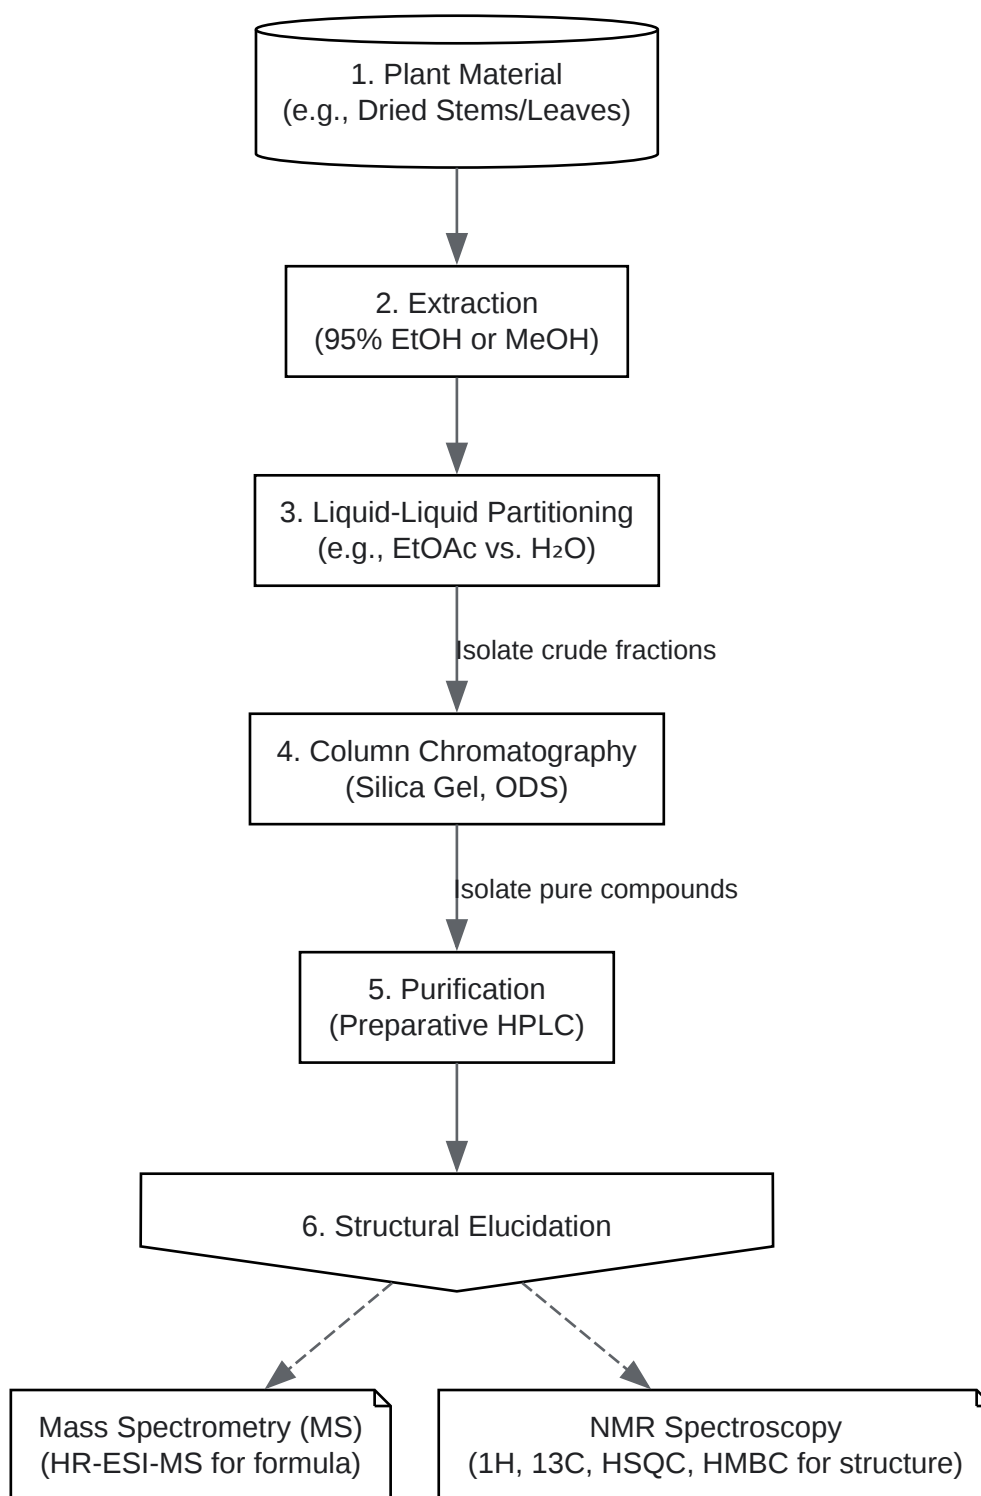 1. Plant Material
(e.g., Dried Stems/Leaves)
2. Extraction
(95% EtOH or MeOH)
3. Liquid-Liquid Partitioning
(e.g., EtOAc vs. H₂O)
Isolate crude fractions
4. Column Chromatography
(Silica Gel, ODS)
Isolate pure compounds
5. Purification
(Preparative HPLC)
6. Structural Elucidation
Mass Spectrometry (MS)
(HR-ESI-MS for formula)
NMR Spectroscopy
(1H, 13C, HSQC, HMBC for structure)